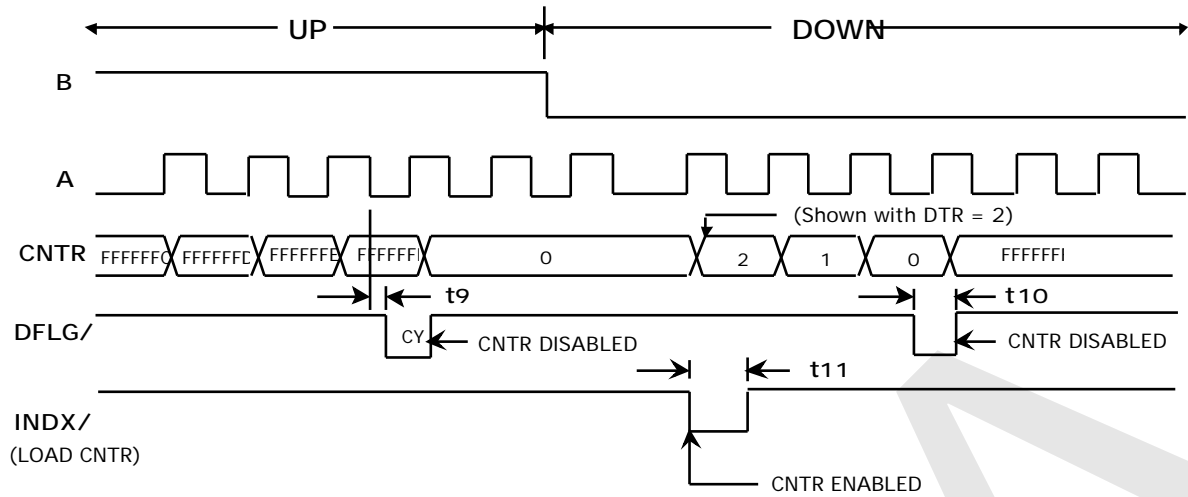 UP DOWN
B
A
(Shown with DTR = 2)
CNTR FFFFFFC FFFFFFD FFFFFFE FFFFFFF 0 2 1 0 FFFFFFF
t9 t10
DFLG/ CY CNTR DISABLED CNTR DISABLED
t11
INDX/
(LOAD CNTR)
CNTR ENABLED